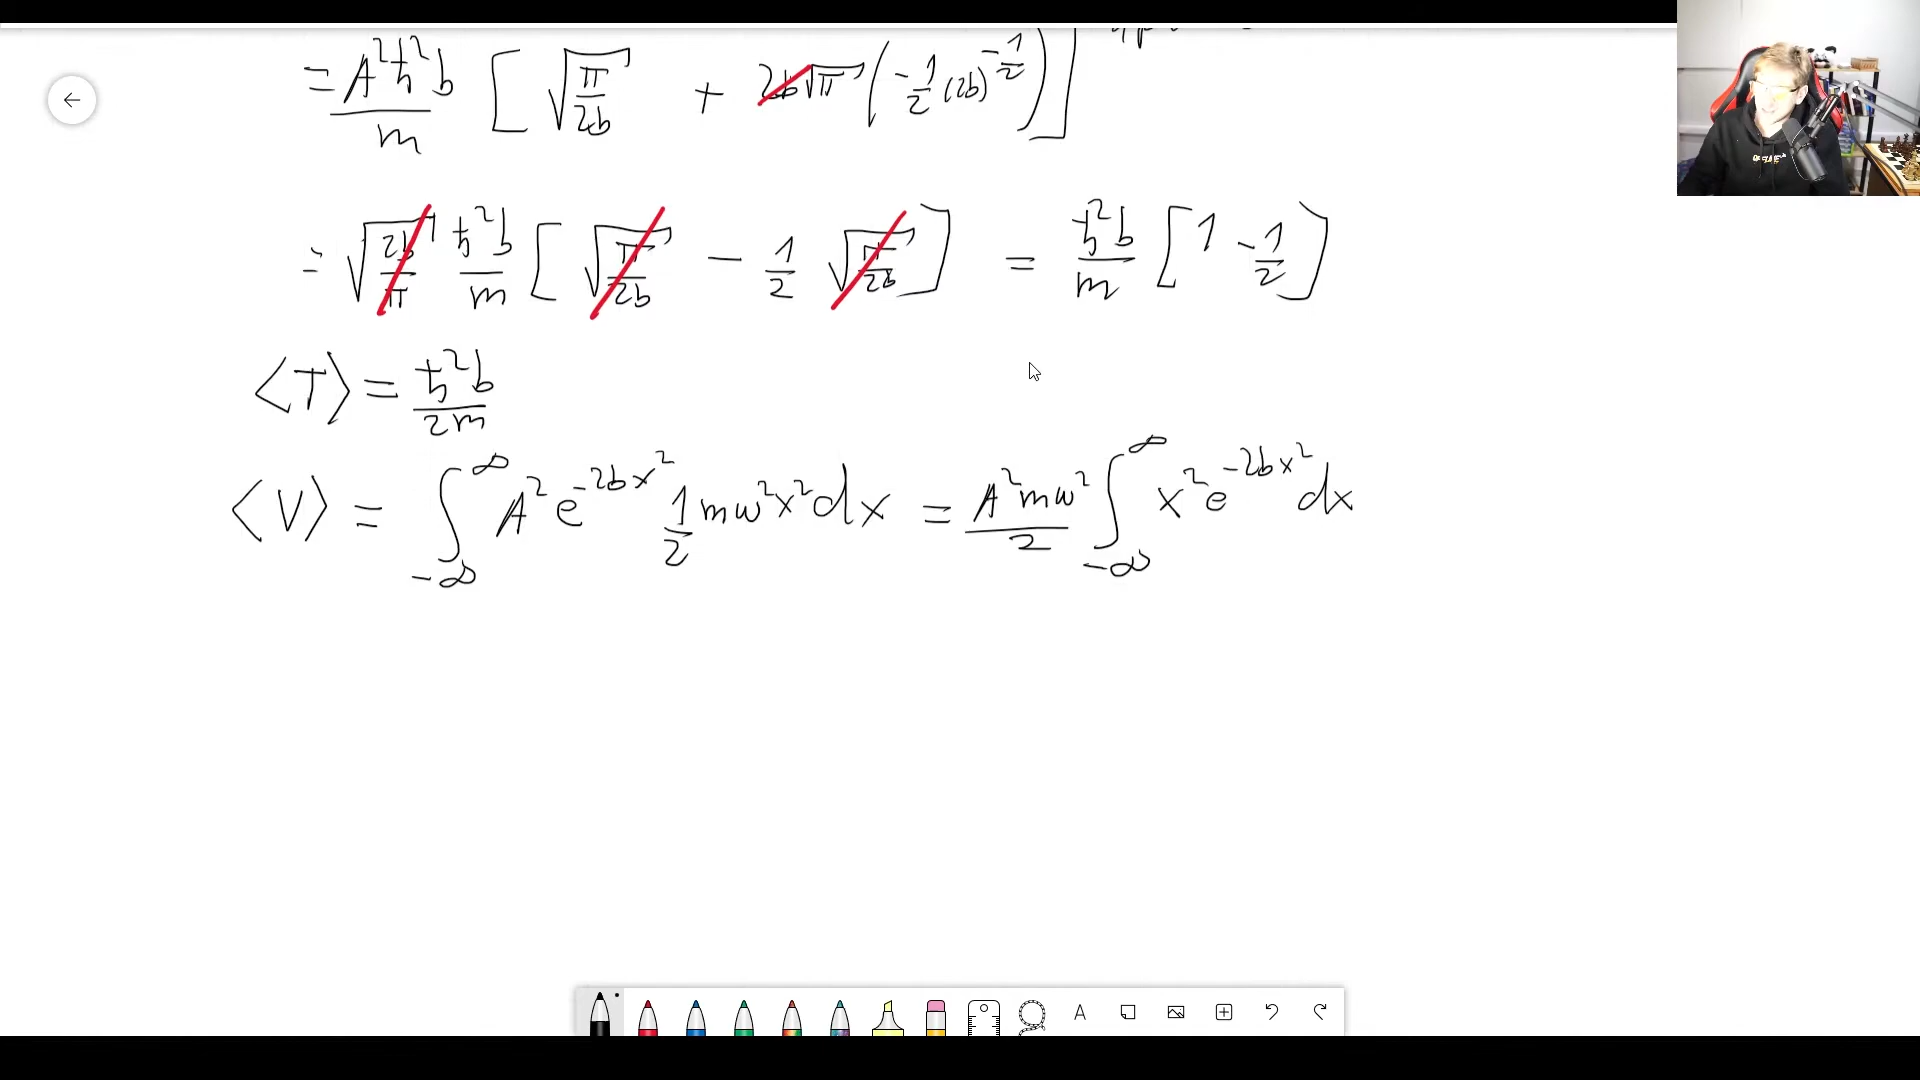 = A²ħ²b / m [ √(π/2b) + 2b√π (-1/2 (2b)^(-1/2)) ]
= √(2b/π) ħ²b/m [ √(π/2b) - 1/2 √(π/2b) ] = ħ²b/m [ 1 - 1/2 ]
⟨T⟩ = ħ²b/2m
⟨V⟩ = ∫_{-∞}^{∞} A² e^{-2bx²} 1/2 mω²x² dx = A²mω²/2 ∫_{-∞}^{∞} x² e^{-2bx²} dx
A